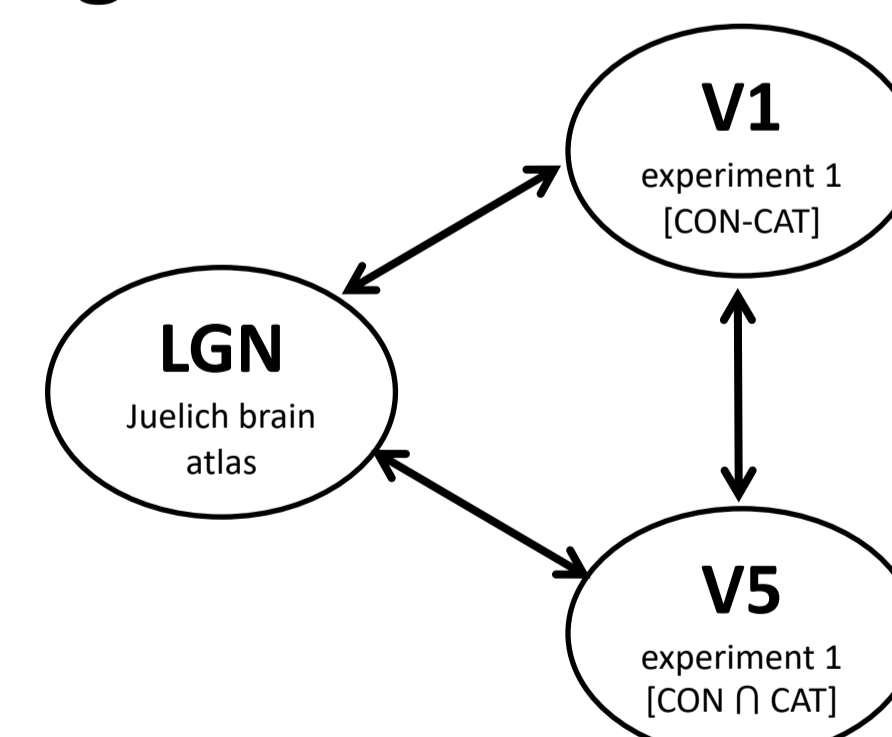 V1
experiment 1
[CON-CAT]
LGN
Juelich brain
atlas
V5
experiment 1
[CON ∩ CAT]